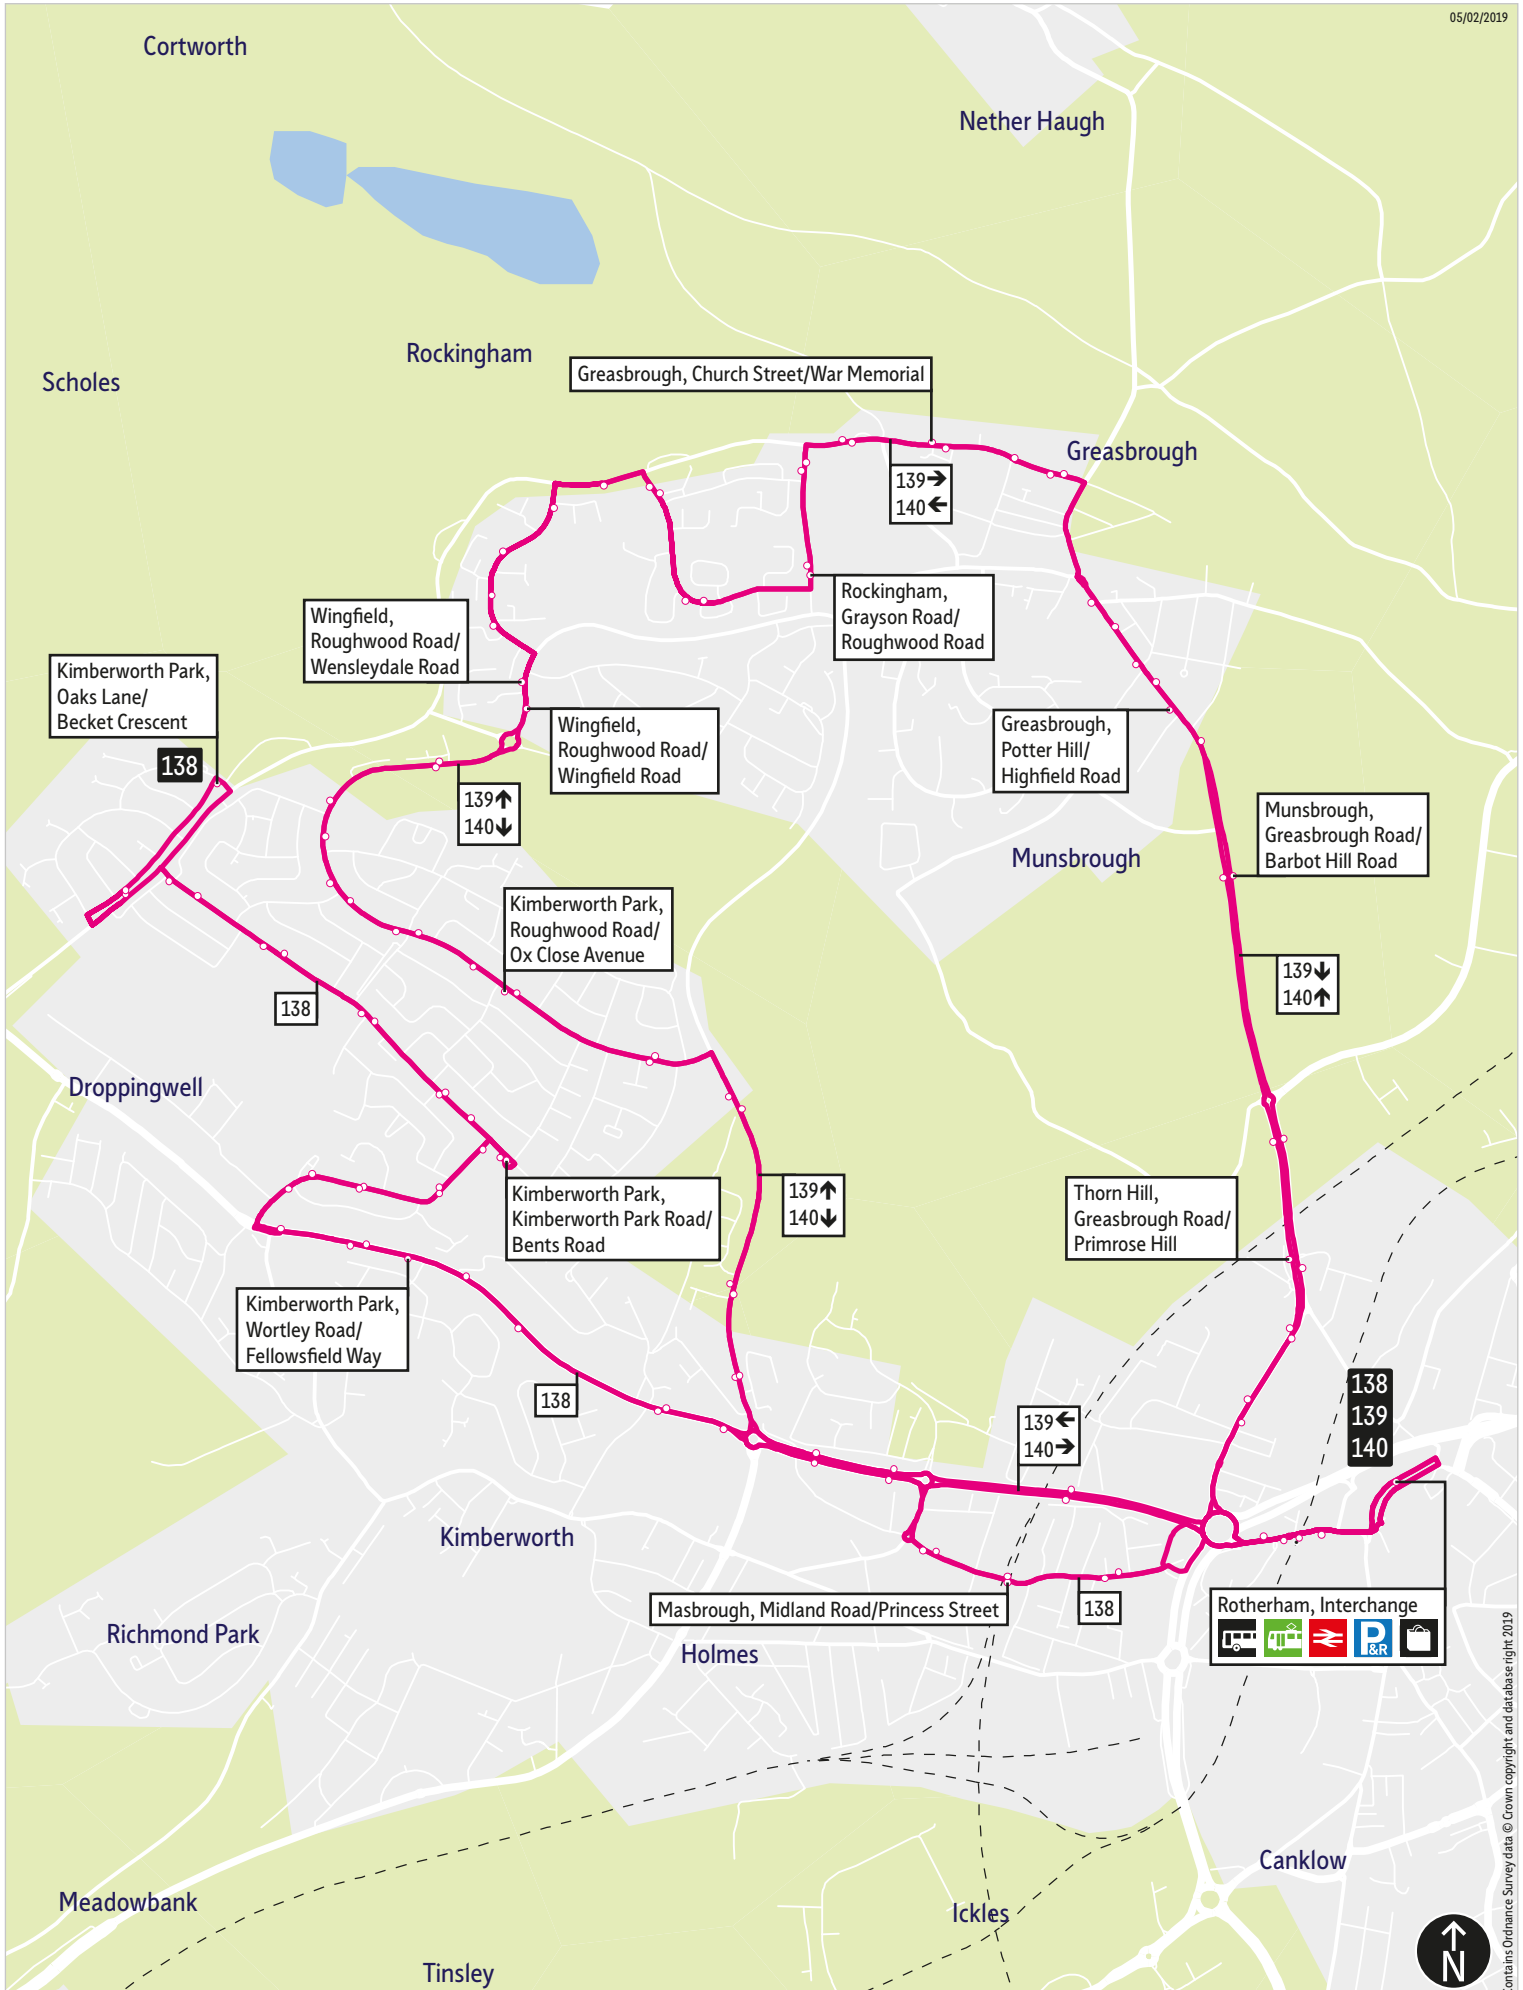 05/02/2019
Cortworth
Nether Haugh
Rockingham
Scholes
Greasbrough, Church Street/War Memorial
Greasbrough
139→
140←
Rockingham,
Grayson Road/
Roughwood Road
Wingfield,
Roughwood Road/
Wensleydale Road
Kimberworth Park,
Oaks Lane/
Becket Crescent
138
Wingfield,
Roughwood Road/
Wingfield Road
Greasbrough,
Potter Hill/
Highfield Road
139↑
140↓
Munsbrough,
Greasbrough Road/
Barbot Hill Road
Munsbrough
Kimberworth Park,
Roughwood Road/
Ox Close Avenue
139↓
140↑
138
Droppingwell
139↑
140↓
Kimberworth Park,
Kimberworth Park Road/
Bents Road
Thorn Hill,
Greasbrough Road/
Primrose Hill
Kimberworth Park,
Wortley Road/
Fellowsfield Way
138
138
139
140
139←
140→
Kimberworth
Masbrough, Midland Road/Princess Street
138
Rotherham, Interchange
P&R
Richmond Park
Holmes
Canklow
Meadowbank
Ickles
Tinsley
N
ontains Ordnance Survey data © Crown copyright and database right 2019